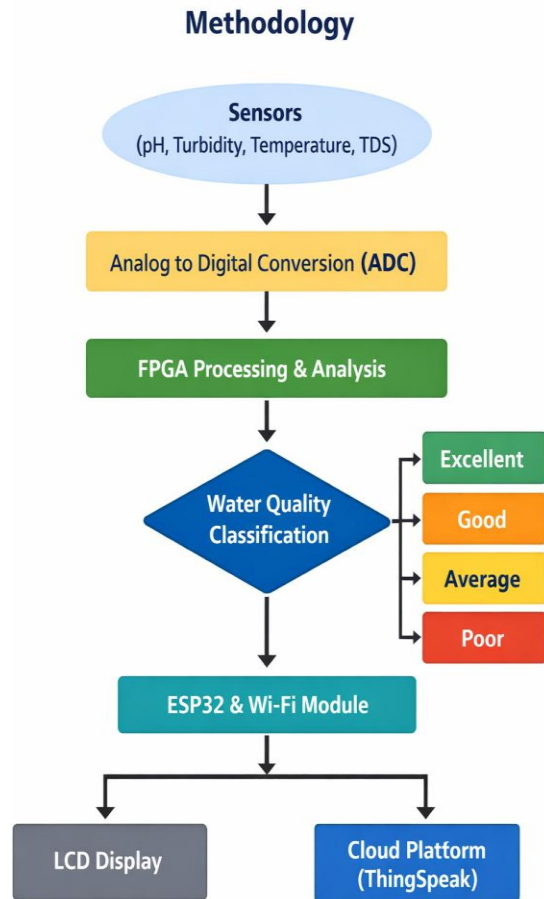 Methodology
Sensors
(pH, Turbidity, Temperature, TDS)
Analog to Digital Conversion (ADC)
FPGA Processing & Analysis
Water Quality
Classification
Excellent
Good
Average
Poor
ESP32 & Wi-Fi Module
LCD Display
Cloud Platform
(ThingSpeak)